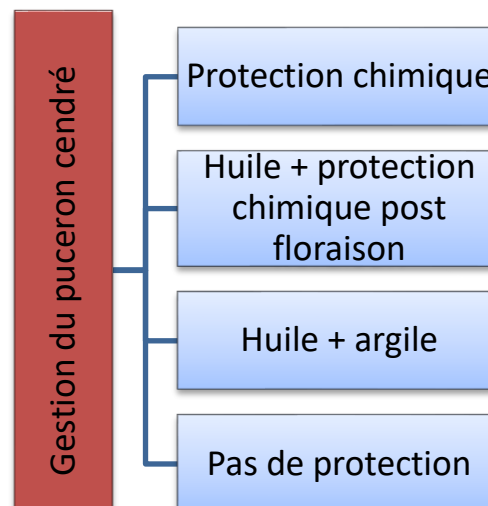 Gestion du puceron cendré
Protection chimique
Huile + protection
chimique post
floraison
Huile + argile
Pas de protection